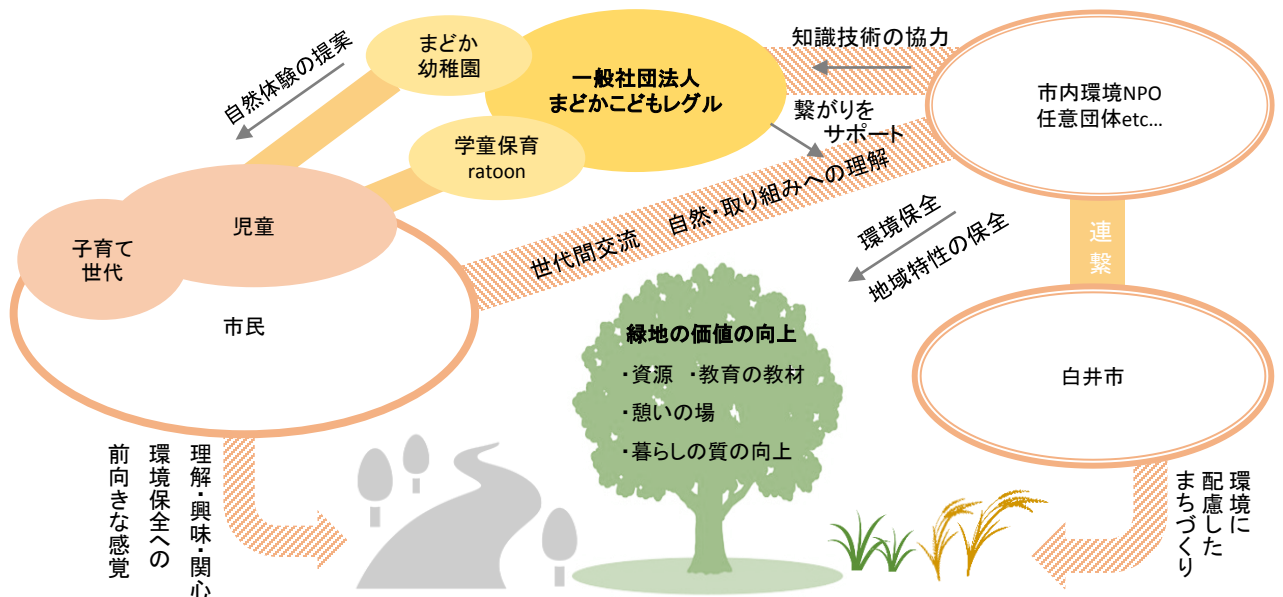 まどか
幼稚園
一般社団法人
まどかこどもレグル
知識技術の協力
市内環境NPO
任意団体etc…
自然体験の提案
繋がりを
サポート
学童保育
ratoon
児童
子育て
世代
市民
世代間交流　自然・取り組みへの理解
環境保全
地域特性の保全
連繋
白井市
緑地の価値の向上
・資源　・教育の教材
・憩いの場
・暮らしの質の向上
理解・興味・関心
環境保全への
前向きな感覚
環境に
配慮した
まちづくり